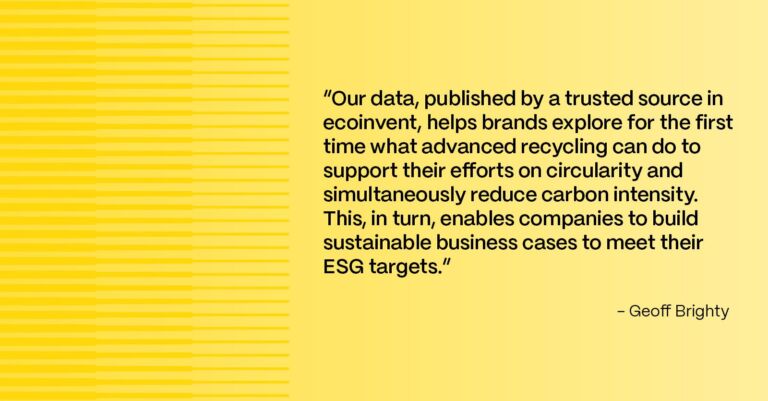 “Our data, published by a trusted source in
ecoinvent, helps brands explore for the first
time what advanced recycling can do to
support their efforts on circularity and
simultaneously reduce carbon intensity.
This, in turn, enables companies to build
sustainable business cases to meet their
ESG targets.”
– Geoff Brighty